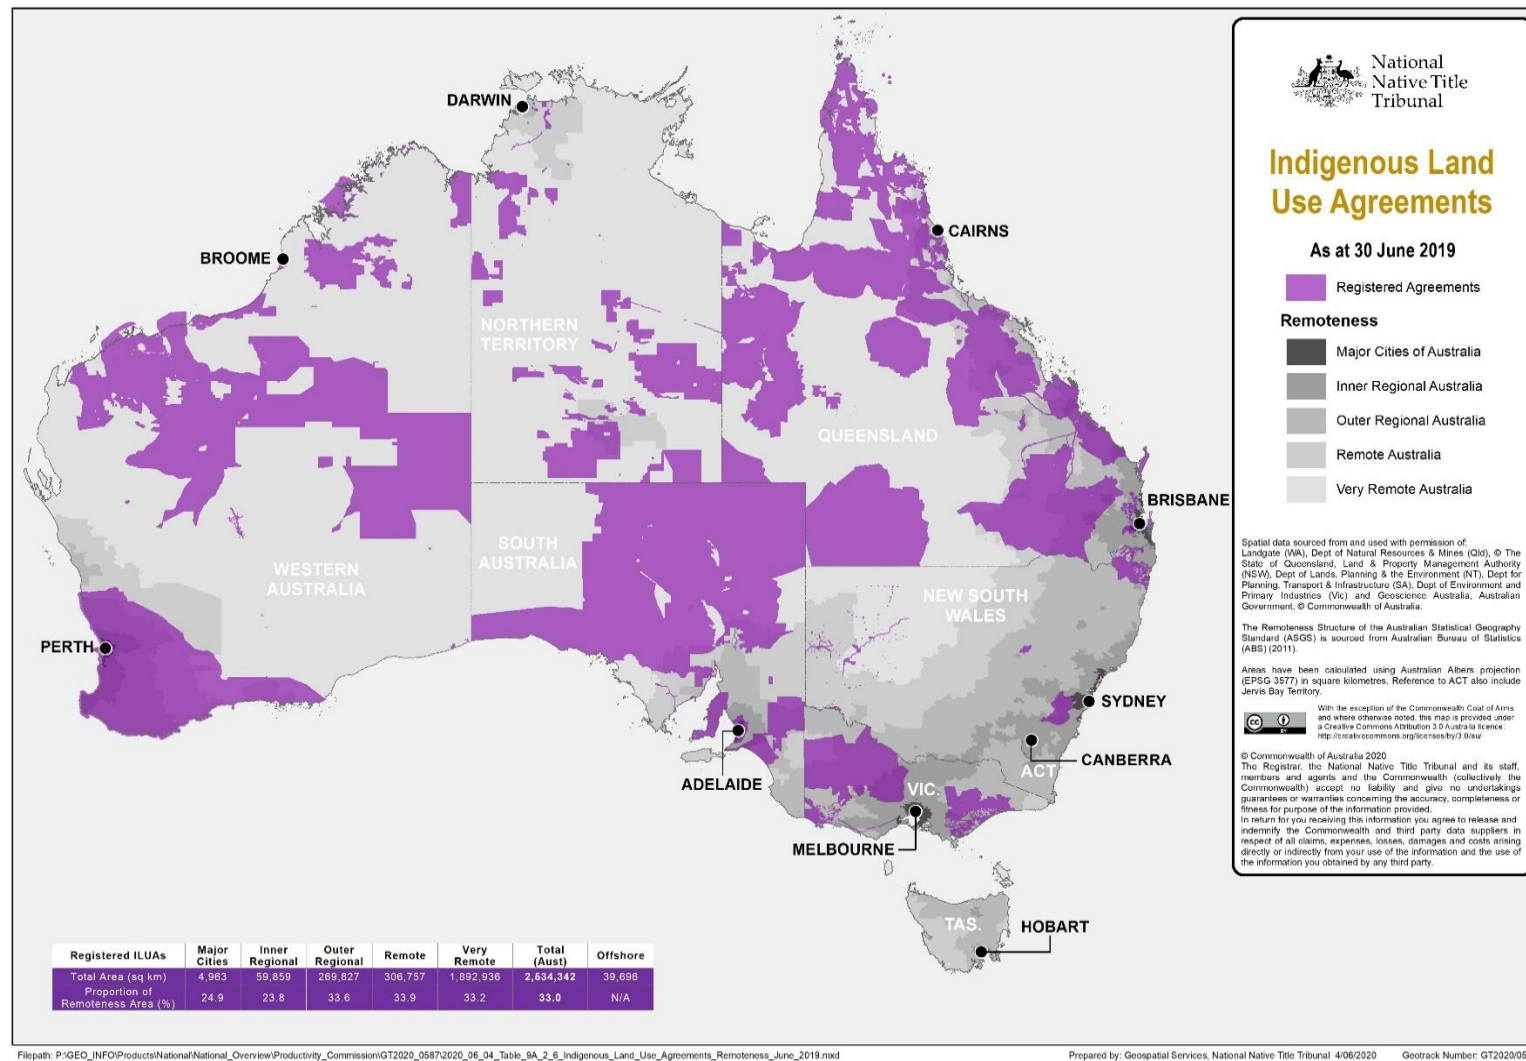 DARWIN
BROOME
CAIRNS
NORTHERN
TERRITORY
QUEENSLAND
BRISBANE
SOUTH
AUSTRALIA
WESTERN
AUSTRALIA
NEW SOUTH
WALES
PERTH
SYDNEY
CANBERRA
ACT
ADELAIDE
VIC.
MELBOURNE
TAS.
HOBART
National
Native Title
Tribunal
Indigenous Land
Use Agreements
As at 30 June 2019
Registered Agreements
Remoteness
Major Cities of Australia
Inner Regional Australia
Outer Regional Australia
Remote Australia
Very Remote Australia
Spatial data sourced from and used with permission of:
Landgate (WA), Dept of Natural Resources & Mines (Qld), © The
State of Queensland, Land & Property Management Authority
(NSW), Dept of Lands, Planning & the Environment (NT), Dept for
Planning, Transport & Infrastructure (SA), Dept of Environment and
Primary Industries (Vic) and Geoscience Australia, Australian
Government, © Commonwealth of Australia.
The Remoteness Structure of the Australian Statistical Geography
Standard (ASGS) is sourced from Australian Bureau of Statistics
(ABS) (2011).
Areas have been calculated using Australian Albers projection
(EPSG 3577) in square kilometres. Reference to ACT also include
Jervis Bay Territory.
cc BY
With the exception of the Commonwealth Coat of Arms
and where otherwise noted, this map is provided under
a Creative Commons Attribution 3.0 Australia licence:
http://creativecommons.org/licenses/by/3.0/au/
© Commonwealth of Australia 2020
The Registrar, the National Native Title Tribunal and its staff,
members and agents and the Commonwealth (collectively the
Commonwealth) accept no liability and give no undertakings
guarantees or warranties concerning the accuracy, completeness or
fitness for purpose of the information provided.
In return for you receiving this information you agree to release and
indemnify the Commonwealth and third party data suppliers in
respect of all claims, expenses, losses, damages and costs arising
directly or indirectly from your use of the information and the use of
the information you obtained by any third party.
Registered ILUAs Major Cities Inner Regional Outer Regional Remote Very Remote Total (Aust) Offshore
Total Area (sq km) 4,963 59,859 269,827 306,757 1,892,936 2,534,342 39,696
Proportion of Remoteness Area (%) 24.9 23.8 33.6 33.9 33.2 33.0 N/A
Filepath: P:\GEO_INFO\Products\National\National_Overview\Productivity_Commission\GT2020_0587\2020_06_04_Table_9A_2_6_Indigenous_Land_Use_Agreements_Remoteness_June_2019.mxd
Prepared by: Geospatial Services, National Native Title Tribunal 4/06/2020 Geotrack Number: